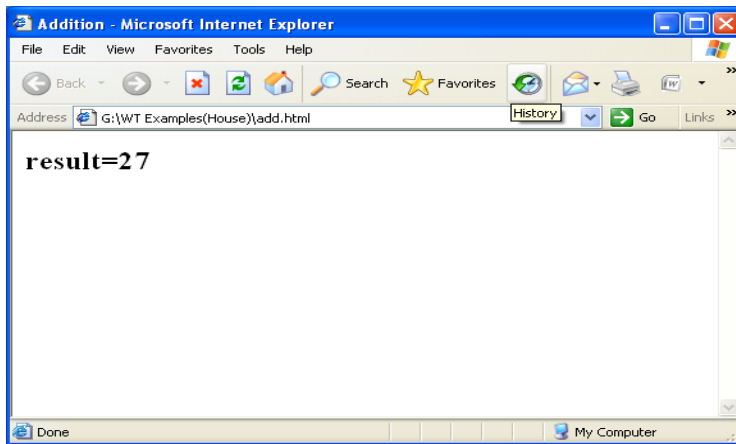 Addition - Microsoft Internet Explorer
File Edit View Favorites Tools Help
Back Search Favorites
Address G:\WT Examples(House)\add.html History Go Links »
result=27
Done My Computer